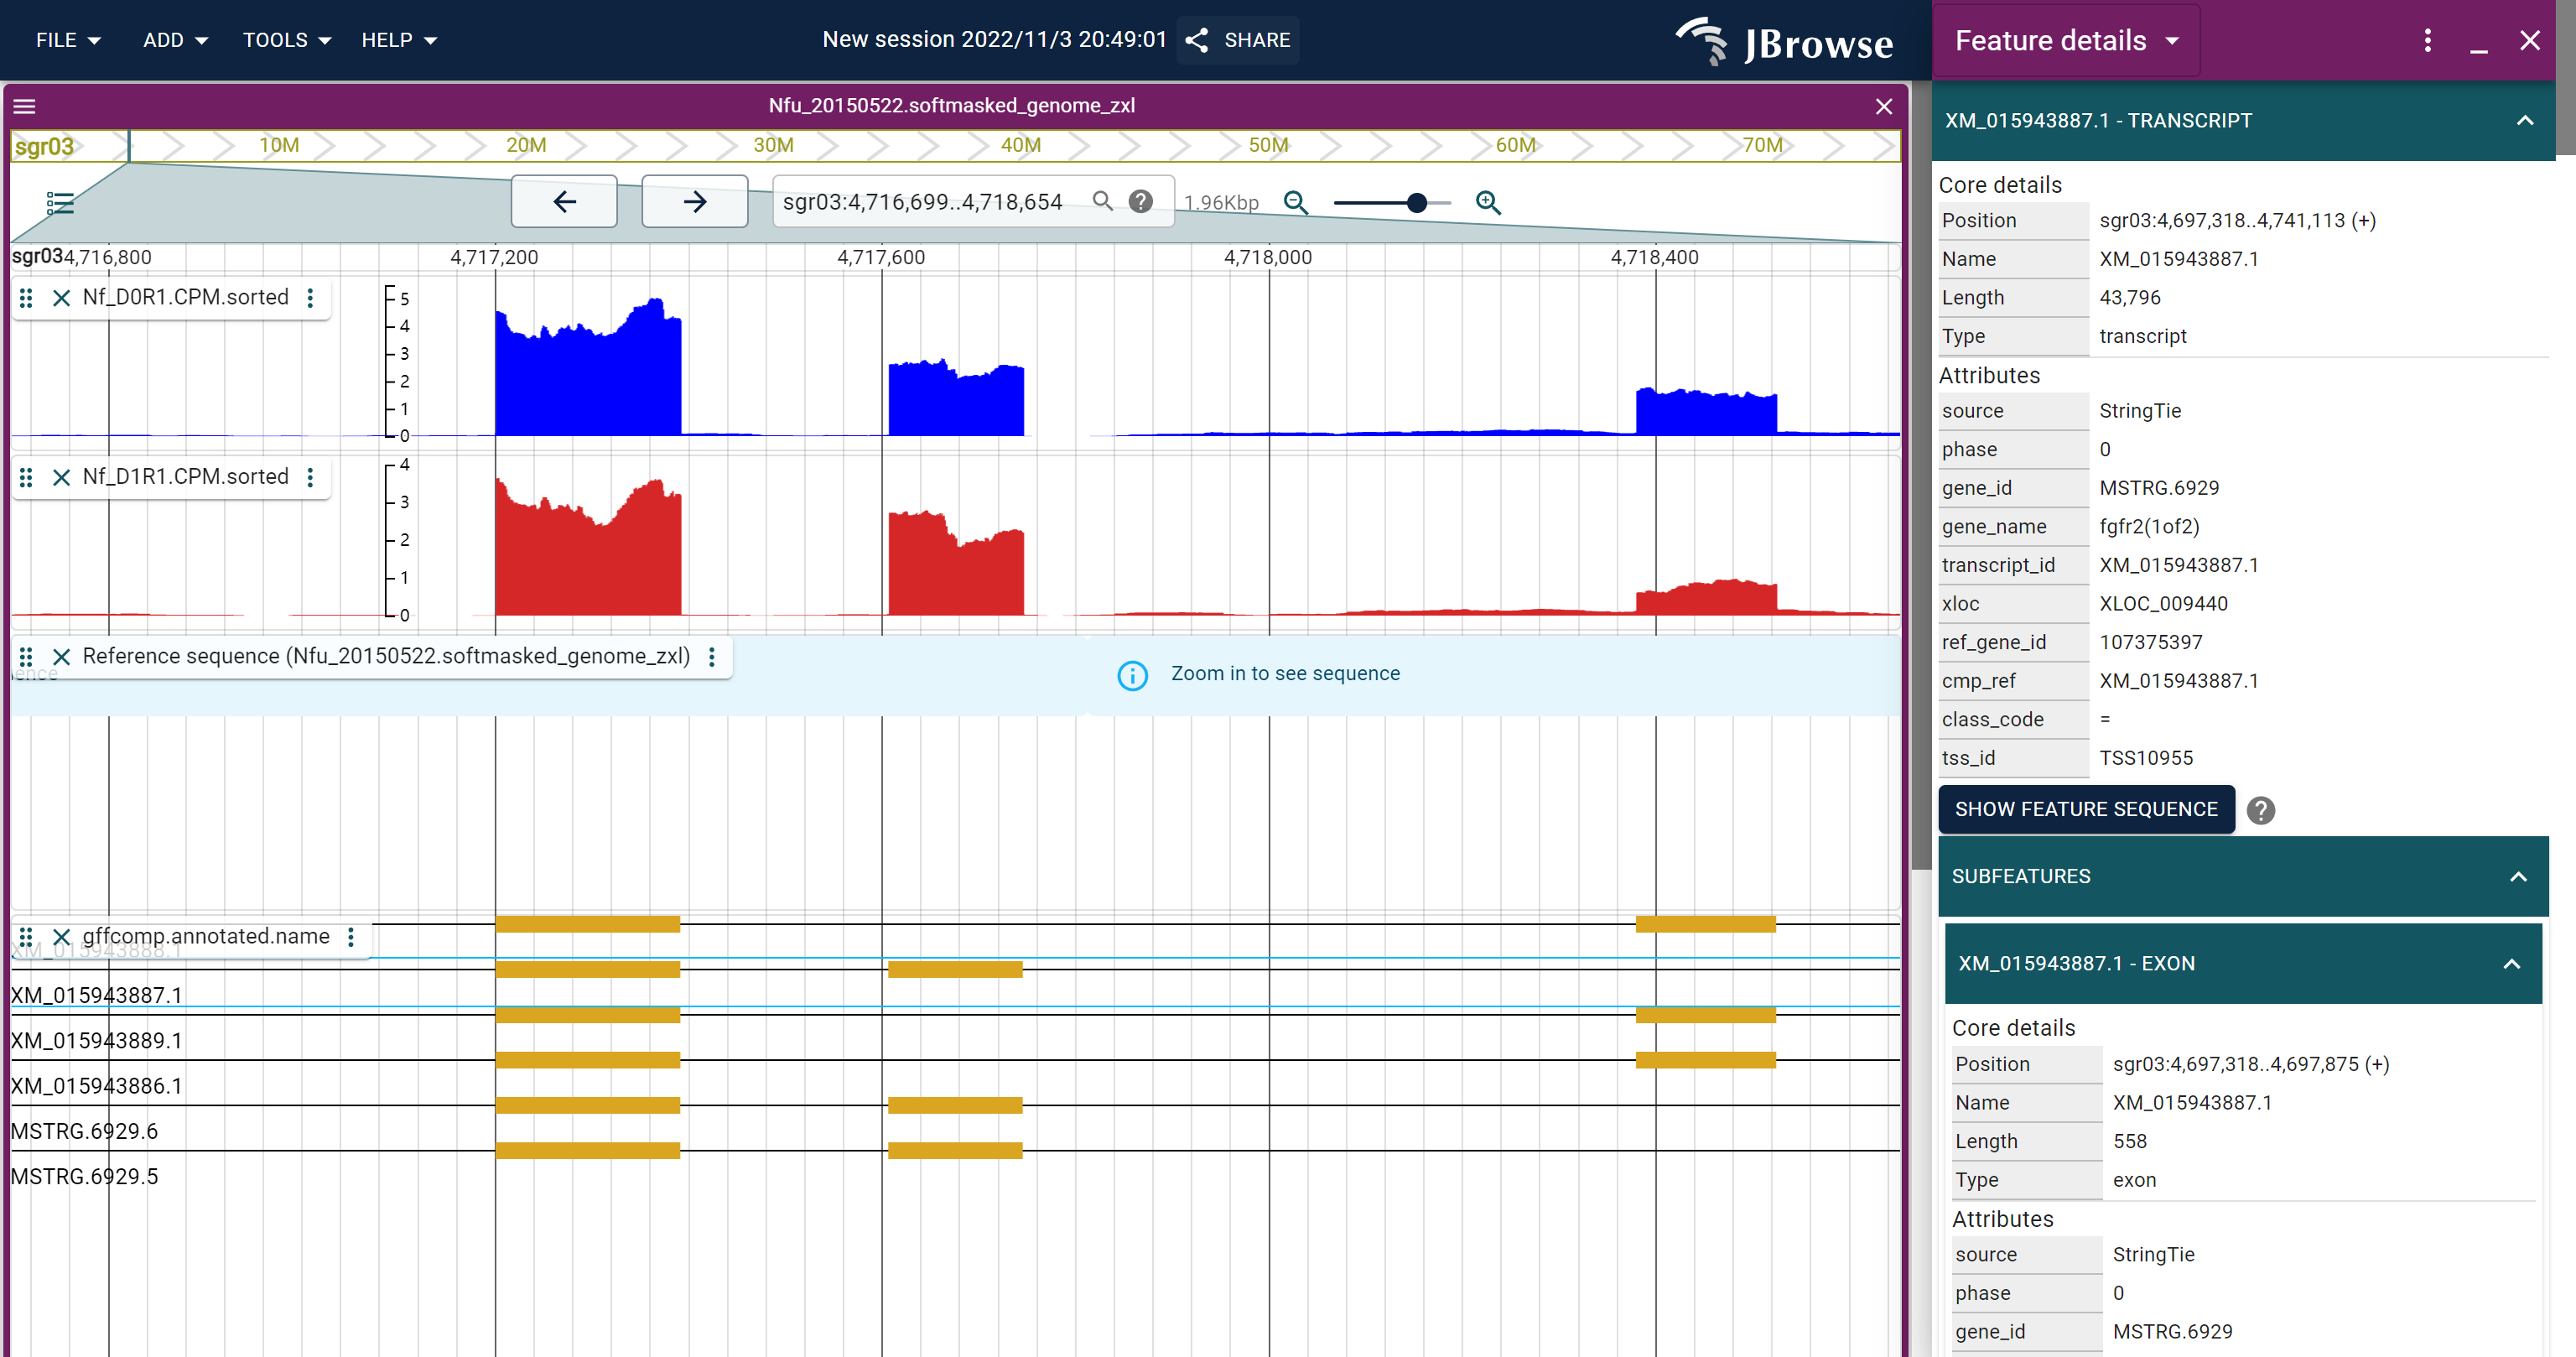 FILE ADD TOOLS HELP New session 2022/11/3 20:49:01 SHARE JBrowse
Nfu_20150522.softmasked_genome_zxl
sgr03 10M 20M 30M 40M 50M 60M 70M
sgr03:4,716,699..4,718,654 1.96Kbp
sgr03 4,716,800 4,717,200 4,717,600 4,718,000 4,718,400
Nf_D0R1.CPM.sorted
5
4
3
2
1
0
Nf_D1R1.CPM.sorted
4
3
2
1
0
Reference sequence (Nfu_20150522.softmasked_genome_zxl)
Zoom in to see sequence
gffcomp.annotated.name
XM_015943888.1
XM_015943887.1
XM_015943889.1
XM_015943886.1
MSTRG.6929.6
MSTRG.6929.5
Feature details
XM_015943887.1 - TRANSCRIPT
Core details
Position sgr03:4,697,318..4,741,113 (+)
Name XM_015943887.1
Length 43,796
Type transcript
Attributes
source StringTie
phase 0
gene_id MSTRG.6929
gene_name fgfr2(1of2)
transcript_id XM_015943887.1
xloc XLOC_009440
ref_gene_id 107375397
cmp_ref XM_015943887.1
class_code =
tss_id TSS10955
SHOW FEATURE SEQUENCE ?
SUBFEATURES
XM_015943887.1 - EXON
Core details
Position sgr03:4,697,318..4,697,875 (+)
Name XM_015943887.1
Length 558
Type exon
Attributes
source StringTie
phase 0
gene_id MSTRG.6929